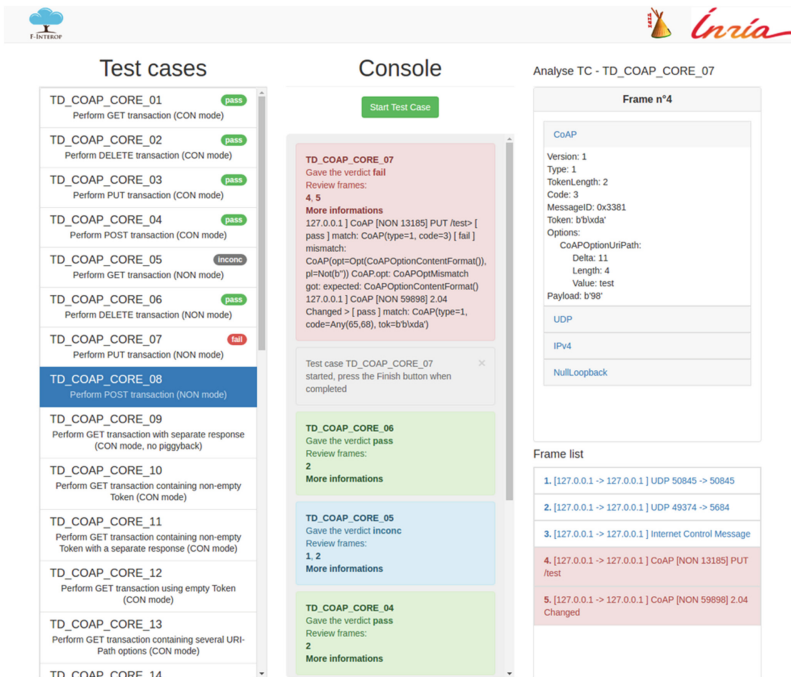 F-INTEROP
Inria
Test cases
TD_COAP_CORE_01
pass
Perform GET transaction (CON mode)
TD_COAP_CORE_02
pass
Perform DELETE transaction (CON mode)
TD_COAP_CORE_03
pass
Perform PUT transaction (CON mode)
TD_COAP_CORE_04
pass
Perform POST transaction (CON mode)
TD_COAP_CORE_05
inconc
Perform GET transaction (NON mode)
TD_COAP_CORE_06
pass
Perform DELETE transaction (NON mode)
TD_COAP_CORE_07
fail
Perform PUT transaction (NON mode)
TD_COAP_CORE_08
Perform POST transaction (NON mode)
TD_COAP_CORE_09
Perform GET transaction with separate response
(CON mode, no piggyback)
TD_COAP_CORE_10
Perform GET transaction containing non-empty
Token (CON mode)
TD_COAP_CORE_11
Perform GET transaction containing non-empty
Token with a separate response (CON mode)
TD_COAP_CORE_12
Perform GET transaction using empty Token
(CON mode)
TD_COAP_CORE_13
Perform GET transaction containing several URI-
Path options (CON mode)
TD_COAP_CORE_14
Console
Start Test Case
TD_COAP_CORE_07
Gave the verdict fail
Review frames:
4, 5
More informations
127.0.0.1 ] CoAP [NON 13185] PUT /test> [
pass ] match: CoAP(type=1, code=3) [ fail ]
mismatch:
CoAP(opt=Opt(CoAPOptionContentFormat()),
pl=Not(b'')) CoAP.opt: CoAPOptMismatch
got: expected: CoAPOptionContentFormat()
127.0.0.1 ] CoAP [NON 59898] 2.04
Changed > [ pass ] match: CoAP(type=1,
code=Any(65,68), tok=b'b\xda')
Test case TD_COAP_CORE_07 ×
started, press the Finish button when
completed
TD_COAP_CORE_06
Gave the verdict pass
Review frames:
2
More informations
TD_COAP_CORE_05
Gave the verdict inconc
Review frames:
1, 2
More informations
TD_COAP_CORE_04
Gave the verdict pass
Review frames:
2
More informations
Analyse TC - TD_COAP_CORE_07
Frame n°4
CoAP
Version: 1
Type: 1
TokenLength: 2
Code: 3
MessageID: 0x3381
Token: b'b\xda'
Options:
CoAPOptionUriPath:
Delta: 11
Length: 4
Value: test
Payload: b'98'
UDP
IPv4
NullLoopback
Frame list
1. [127.0.0.1 -> 127.0.0.1 ] UDP 50845 -> 50845
2. [127.0.0.1 -> 127.0.0.1 ] UDP 49374 -> 5684
3. [127.0.0.1 -> 127.0.0.1 ] Internet Control Message
4. [127.0.0.1 -> 127.0.0.1 ] CoAP [NON 13185] PUT
/test
5. [127.0.0.1 -> 127.0.0.1 ] CoAP [NON 59898] 2.04
Changed